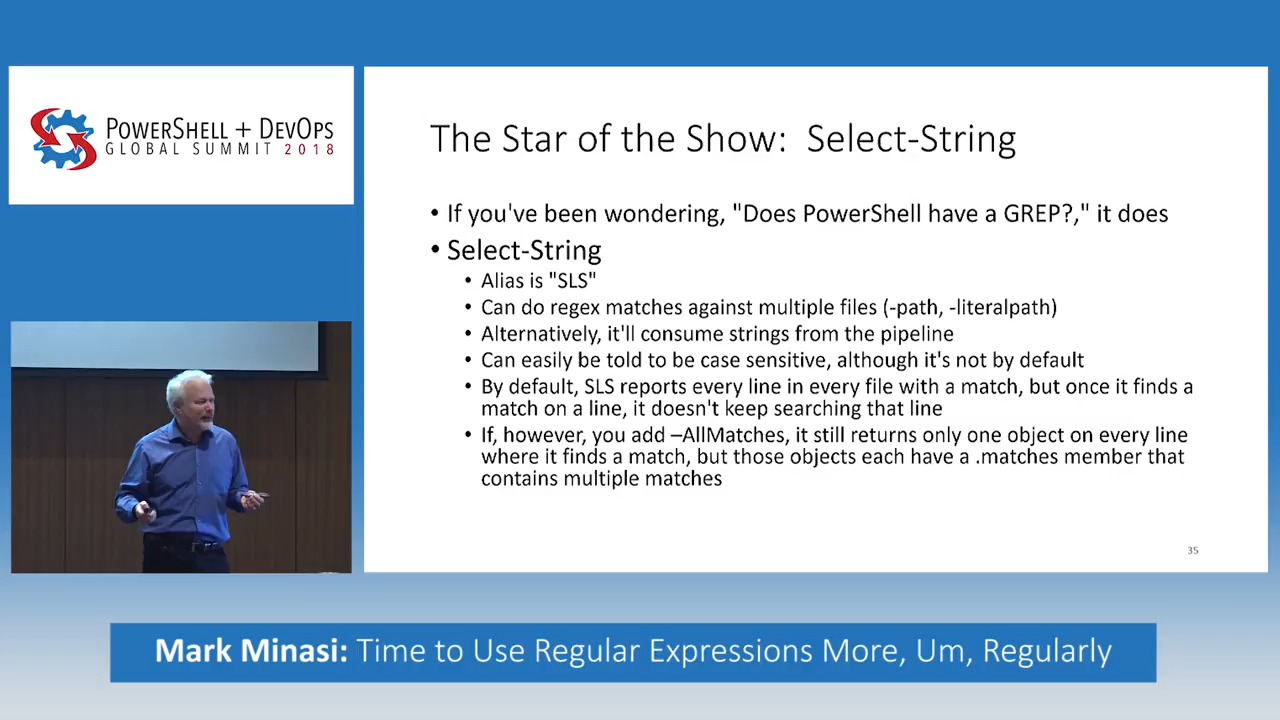 POWERSHELL + DEVOPS
GLOBAL SUMMIT 2018
The Star of the Show: Select-String
• If you've been wondering, "Does PowerShell have a GREP?," it does
• Select-String
• Alias is "SLS"
• Can do regex matches against multiple files (-path, -literalpath)
• Alternatively, it'll consume strings from the pipeline
• Can easily be told to be case sensitive, although it's not by default
• By default, SLS reports every line in every file with a match, but once it finds a
match on a line, it doesn't keep searching that line
• If, however, you add –AllMatches, it still returns only one object on every line
where it finds a match, but those objects each have a .matches member that
contains multiple matches
35
Mark Minasi: Time to Use Regular Expressions More, Um, Regularly